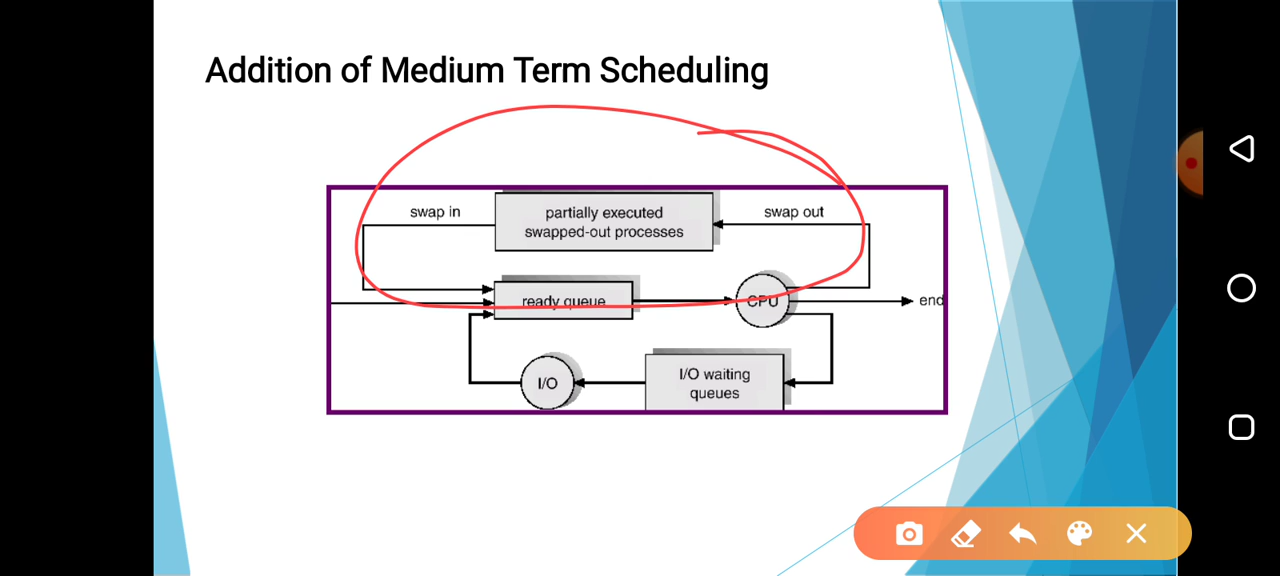 Addition of Medium Term Scheduling
swap in
partially executed
swapped-out processes
swap out
ready queue
CPU
end
I/O
I/O waiting
queues